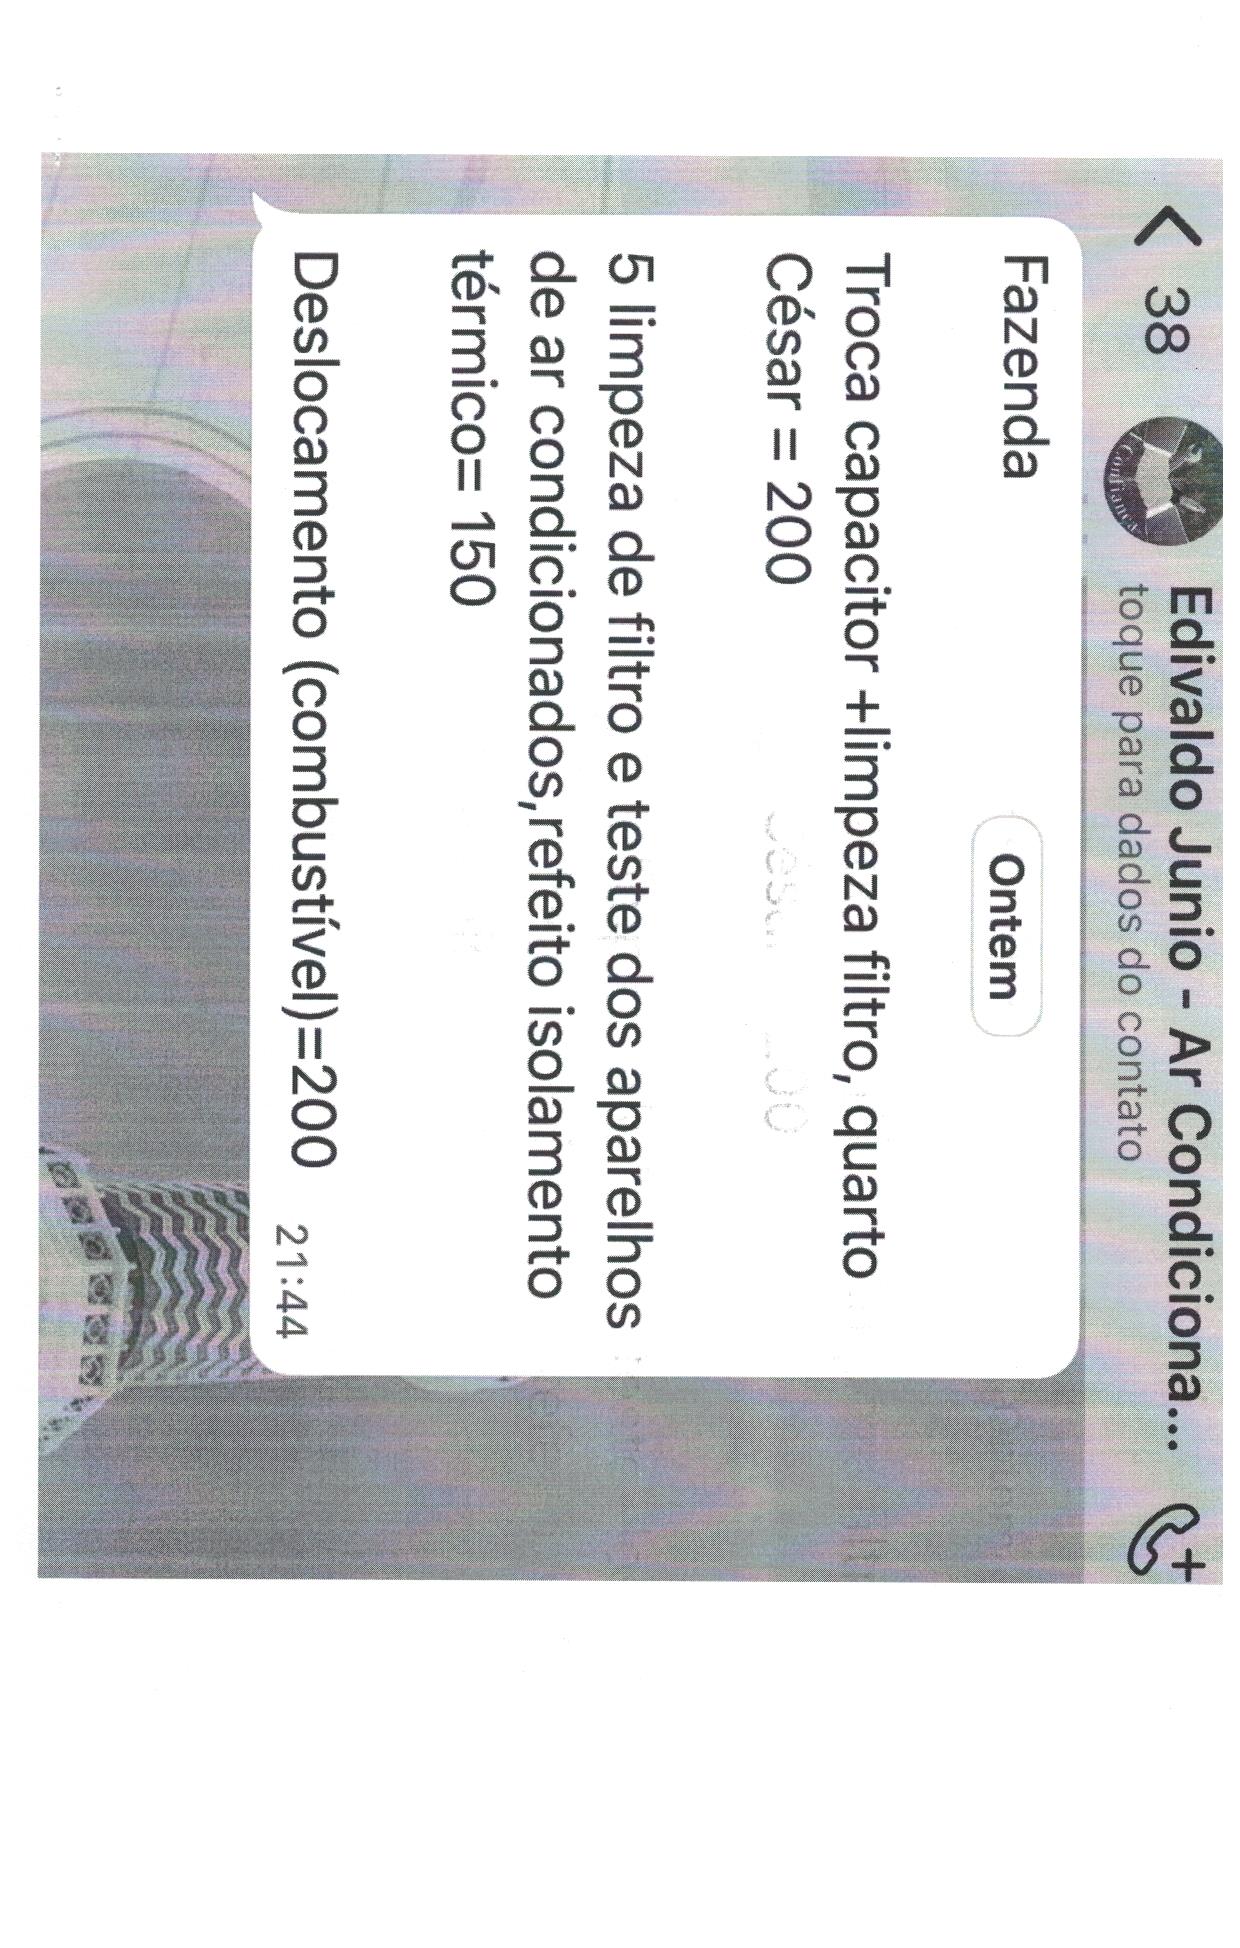 38
Edivaldo Junio - Ar Condiciona...
toque para dados do contato
Ontem
Fazenda
Troca capacitor +limpeza filtro, quarto
César = 200
5 limpeza de filtro e teste dos aparelhos
de ar condicionados,refeito isolamento
térmico= 150
Deslocamento (combustível)=200
21:44